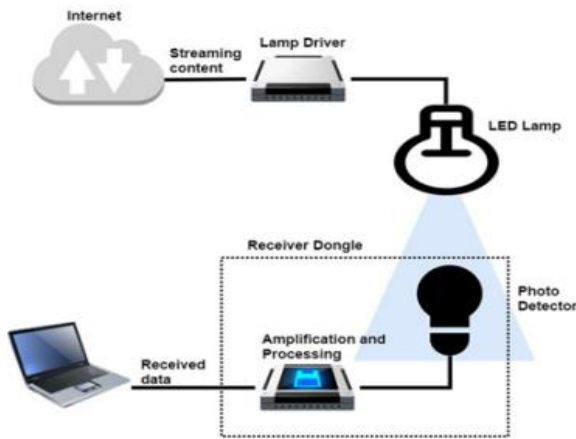 Internet
Streaming
content
Lamp Driver
LED Lamp
Receiver Dongle
Photo
Detector
Amplification and
Processing
Received
data